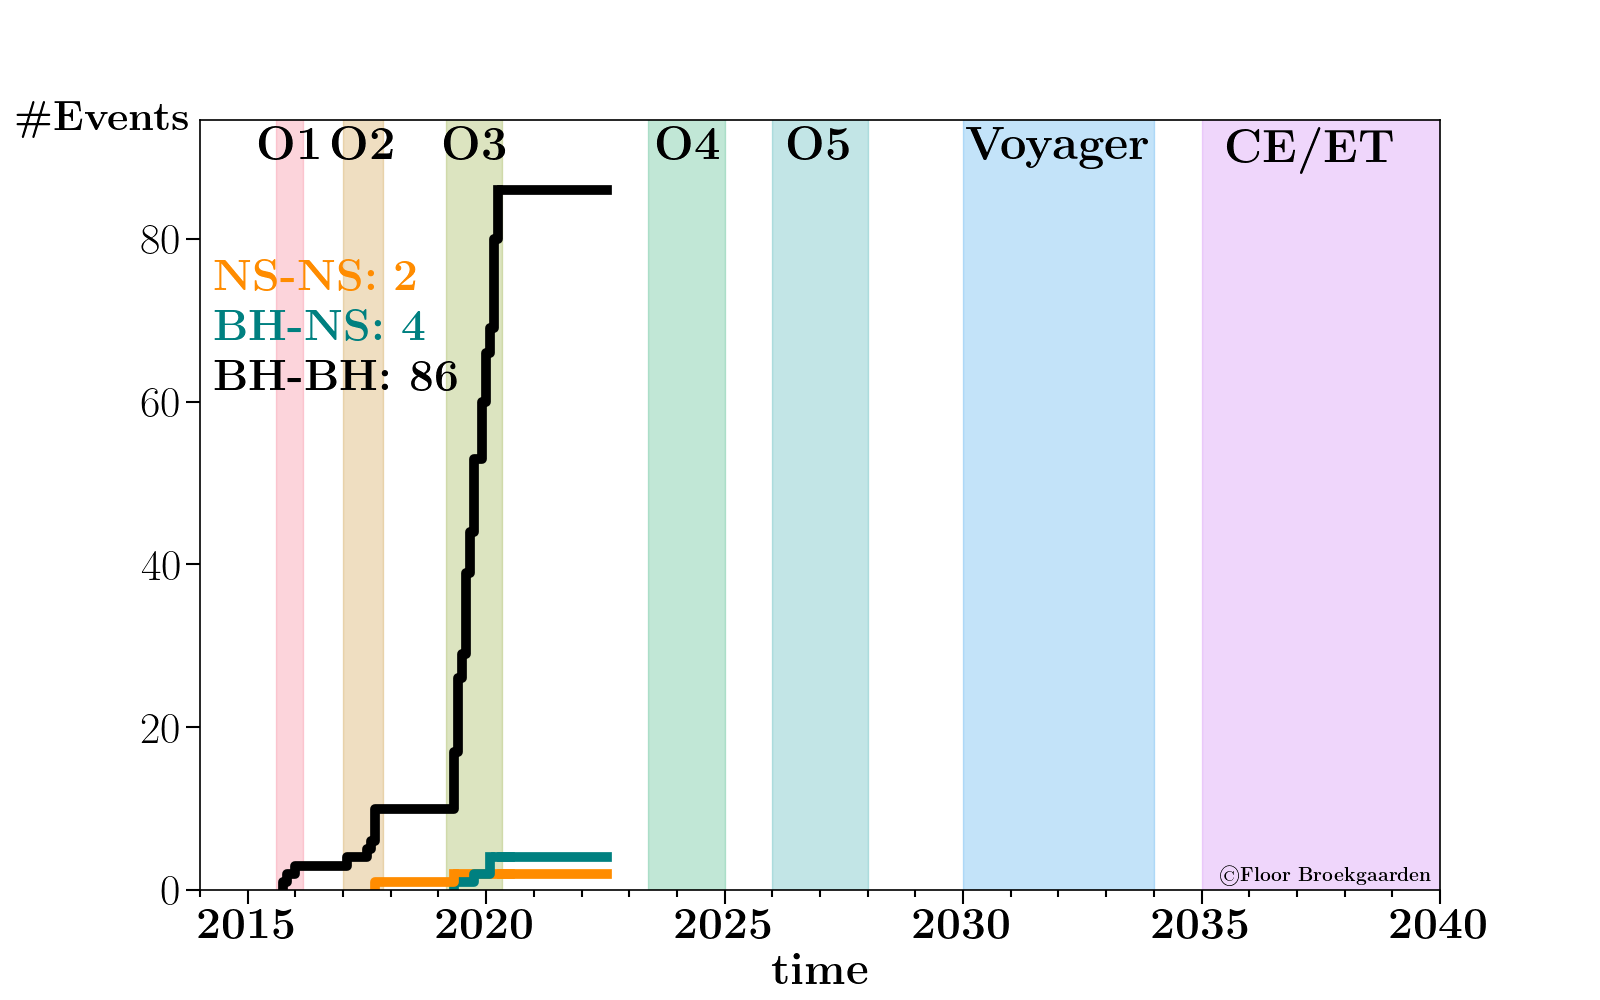 #Events
O1 O2 O3 O4 O5 Voyager CE/ET
80
NS-NS: 2
BH-NS: 4
BH-BH: 86
60
40
20
©Floor Broekgaarden
0
2015 2020 2025 2030 2035 2040
time